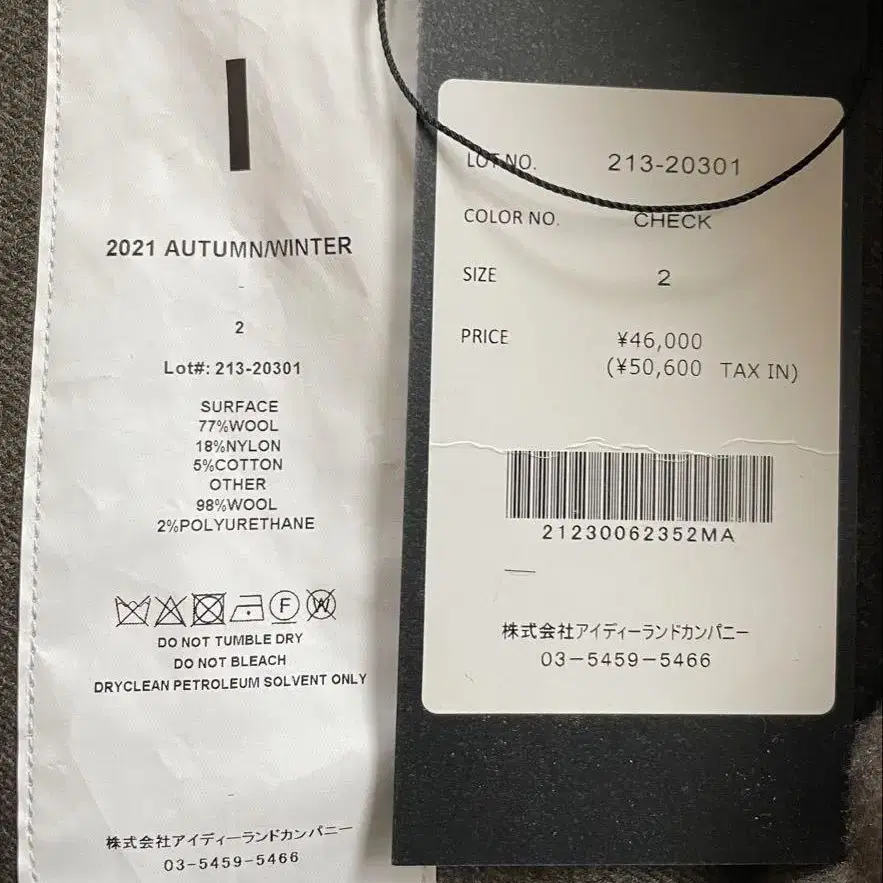 2021 AUTUMN/WINTER
-
2
Lot#: 213-20301
SURFACE
77%WOOL
18%NYLON
5%COTTON
OTHER
98%WOOL
2%POLYURETHANE
F
W
DO NOT TUMBLE DRY
DO NOT BLEACH
DRYCLEAN PETROLEUM SOLVENT ONLY
株式会社アイディーランドカンパニー
03-5459-5466
LOT NO. 213-20301
COLOR NO. CHECK
SIZE 2
PRICE ¥46,000
(¥50,600 TAX IN)
21230062352MA
株式会社アイディーランドカンパニー
03-5459-5466